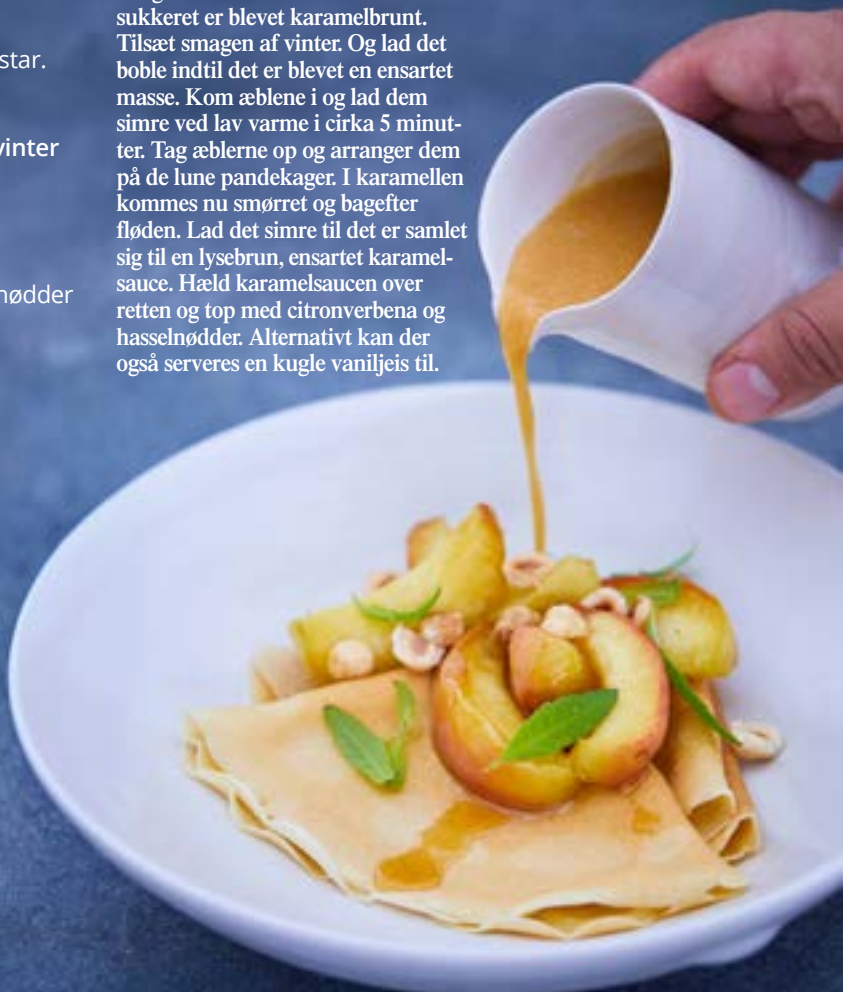 star.
vinter
nødder
sukkeret er blevet karamelbrunt.
Tilsæt smagen af vinter. Og lad det
boble indtil det er blevet en ensartet
masse. Kom æblene i og lad dem
simre ved lav varme i cirka 5 minut-
ter. Tag æblerne op og arranger dem
på de lune pandekager. I karamellen
kommes nu smørret og bagefter
fløden. Lad det simre til det er samlet
sig til en lysebrun, ensartet karamel-
sauce. Hæld karamelsaucen over
retten og top med citronverbena og
hasselnødder. Alternativt kan der
også serveres en kugle vaniljeis til.